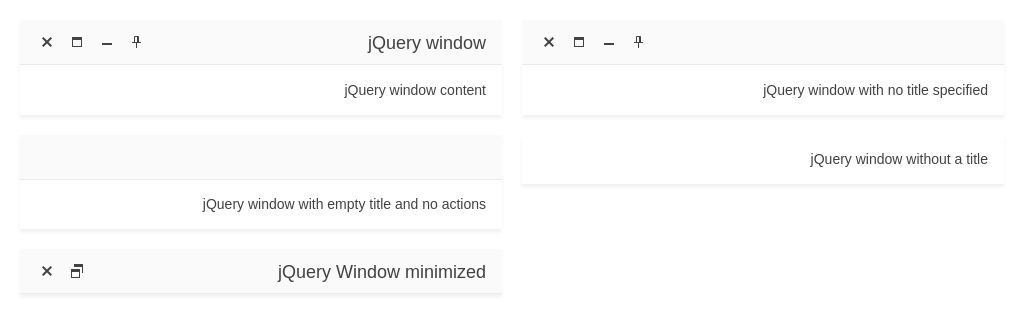 jQuery window
jQuery window content
jQuery window with no title specified
jQuery window with empty title and no actions
jQuery window without a title
jQuery Window minimized